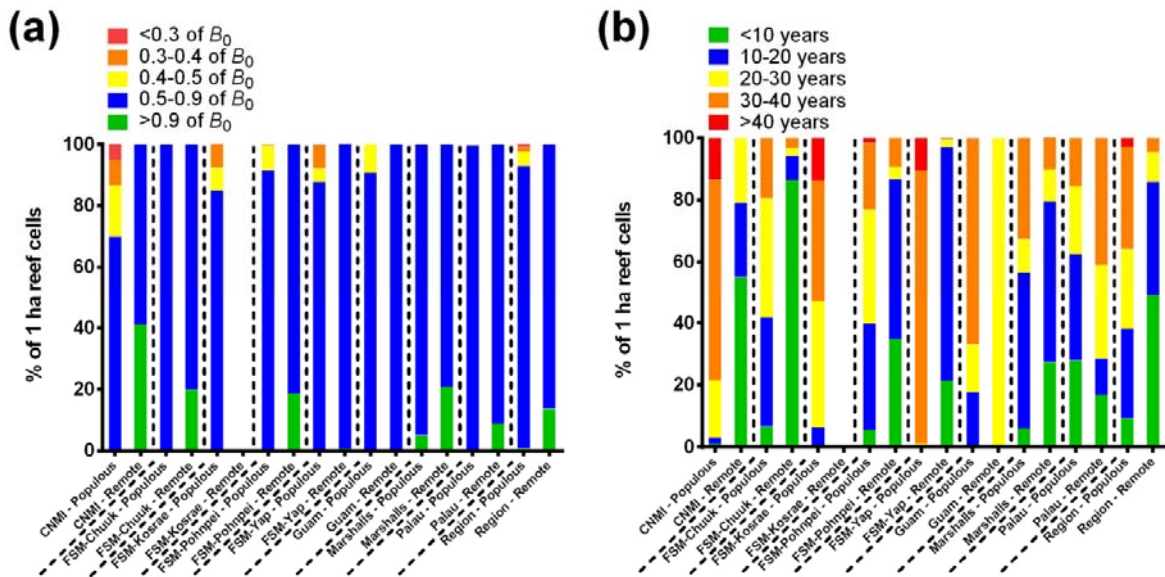 (a)
<0.3 of B0
0.3-0.4 of B0
0.4-0.5 of B0
0.5-0.9 of B0
>0.9 of B0
% of 1 ha reef cells
100
80
60
40
20
0
CNMI - Populous
CNMI - Remote
FSM-Chuuk - Populous
FSM-Chuuk - Remote
FSM-Kosrae - Populous
FSM-Kosrae - Remote
FSM-Pohnpei - Populous
FSM-Pohnpei - Remote
FSM-Yap - Populous
FSM-Yap - Remote
Guam - Populous
Guam - Remote
Marshalls - Populous
Marshalls - Remote
Palau - Populous
Palau - Remote
Region - Populous
Region - Remote
(b)
<10 years
10-20 years
20-30 years
30-40 years
>40 years
% of 1 ha reef cells
100
80
60
40
20
0
CNMI - Populous
CNMI - Remote
FSM-Chuuk - Populous
FSM-Chuuk - Remote
FSM-Kosrae - Populous
FSM-Kosrae - Remote
FSM-Pohnpei - Populous
FSM-Pohnpei - Remote
FSM-Yap - Populous
FSM-Yap - Remote
Guam - Populous
Guam - Remote
Marshalls - Populous
Marshalls - Remote
Palau - Populous
Palau - Remote
Region - Populous
Region - Remote